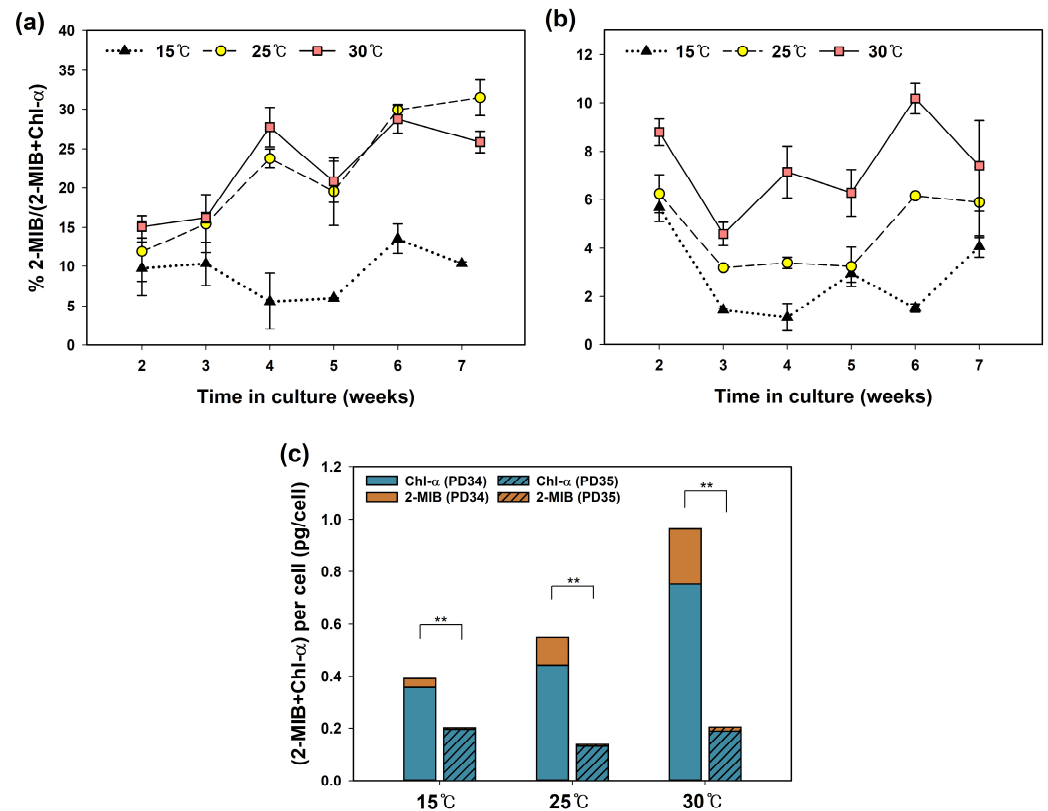 (a)
15℃ 25℃ 30℃
% 2-MIB/(2-MIB+Chl-α)
40
35
30
25
20
15
10
5
0
2 3 4 5 6 7
Time in culture (weeks)
(b)
15℃ 25℃ 30℃
12
10
8
6
4
2
0
2 3 4 5 6 7
Time in culture (weeks)
(c)
(2-MIB+Chl-α) per cell (pg/cell)
1.2
1.0
0.8
0.6
0.4
0.2
0.0
Chl-α (PD34) Chl-α (PD35)
2-MIB (PD34) 2-MIB (PD35)
**
**
**
15℃ 25℃ 30℃